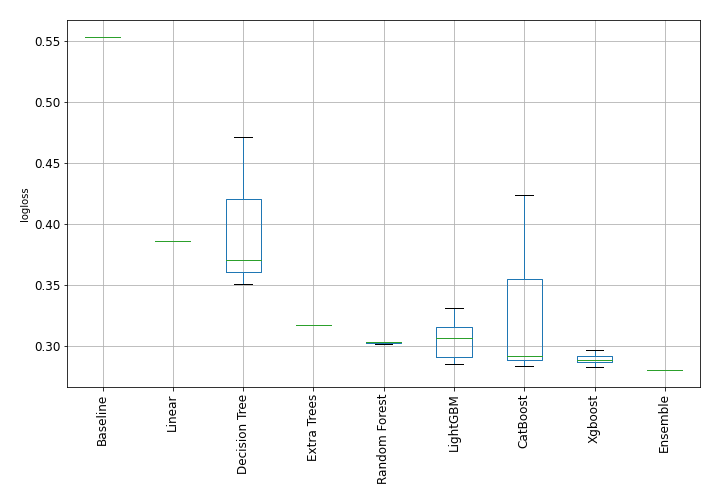 0.55
0.50
0.45
0.40
0.35
0.30
logloss
Baseline
Linear
Decision Tree
Extra Trees
Random Forest
LightGBM
CatBoost
Xgboost
Ensemble